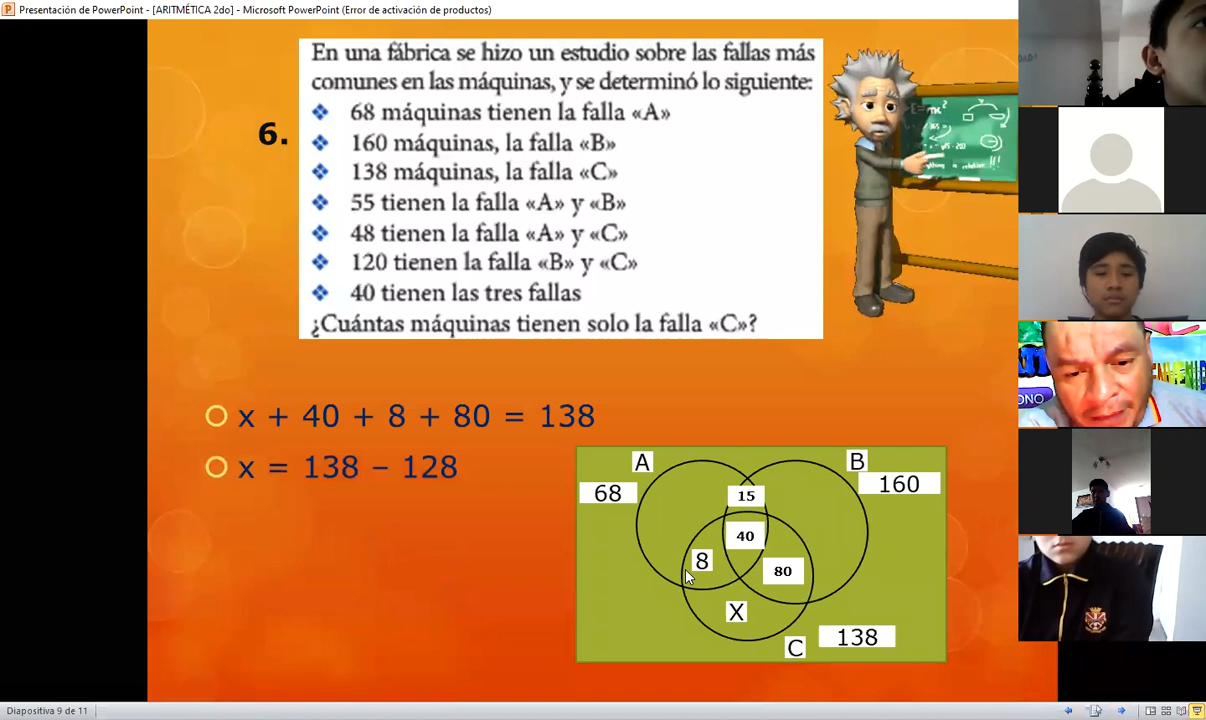 Presentación de PowerPoint - [ARITMÉTICA 2do] - Microsoft PowerPoint (Error de activación de productos)
6.
En una fábrica se hizo un estudio sobre las fallas más
comunes en las máquinas, y se determinó lo siguiente:
68 máquinas tienen la falla «A»
160 máquinas, la falla «B»
138 máquinas, la falla «C»
55 tienen la falla «A» y «B»
48 tienen la falla «A» y «C»
120 tienen la falla «B» y «C»
40 tienen las tres fallas
¿Cuántas máquinas tienen solo la falla «C»?
x + 40 + 8 + 80 = 138
x = 138 – 128
A
B
68
160
15
40
8
80
X
C
138
Diapositiva 9 de 11